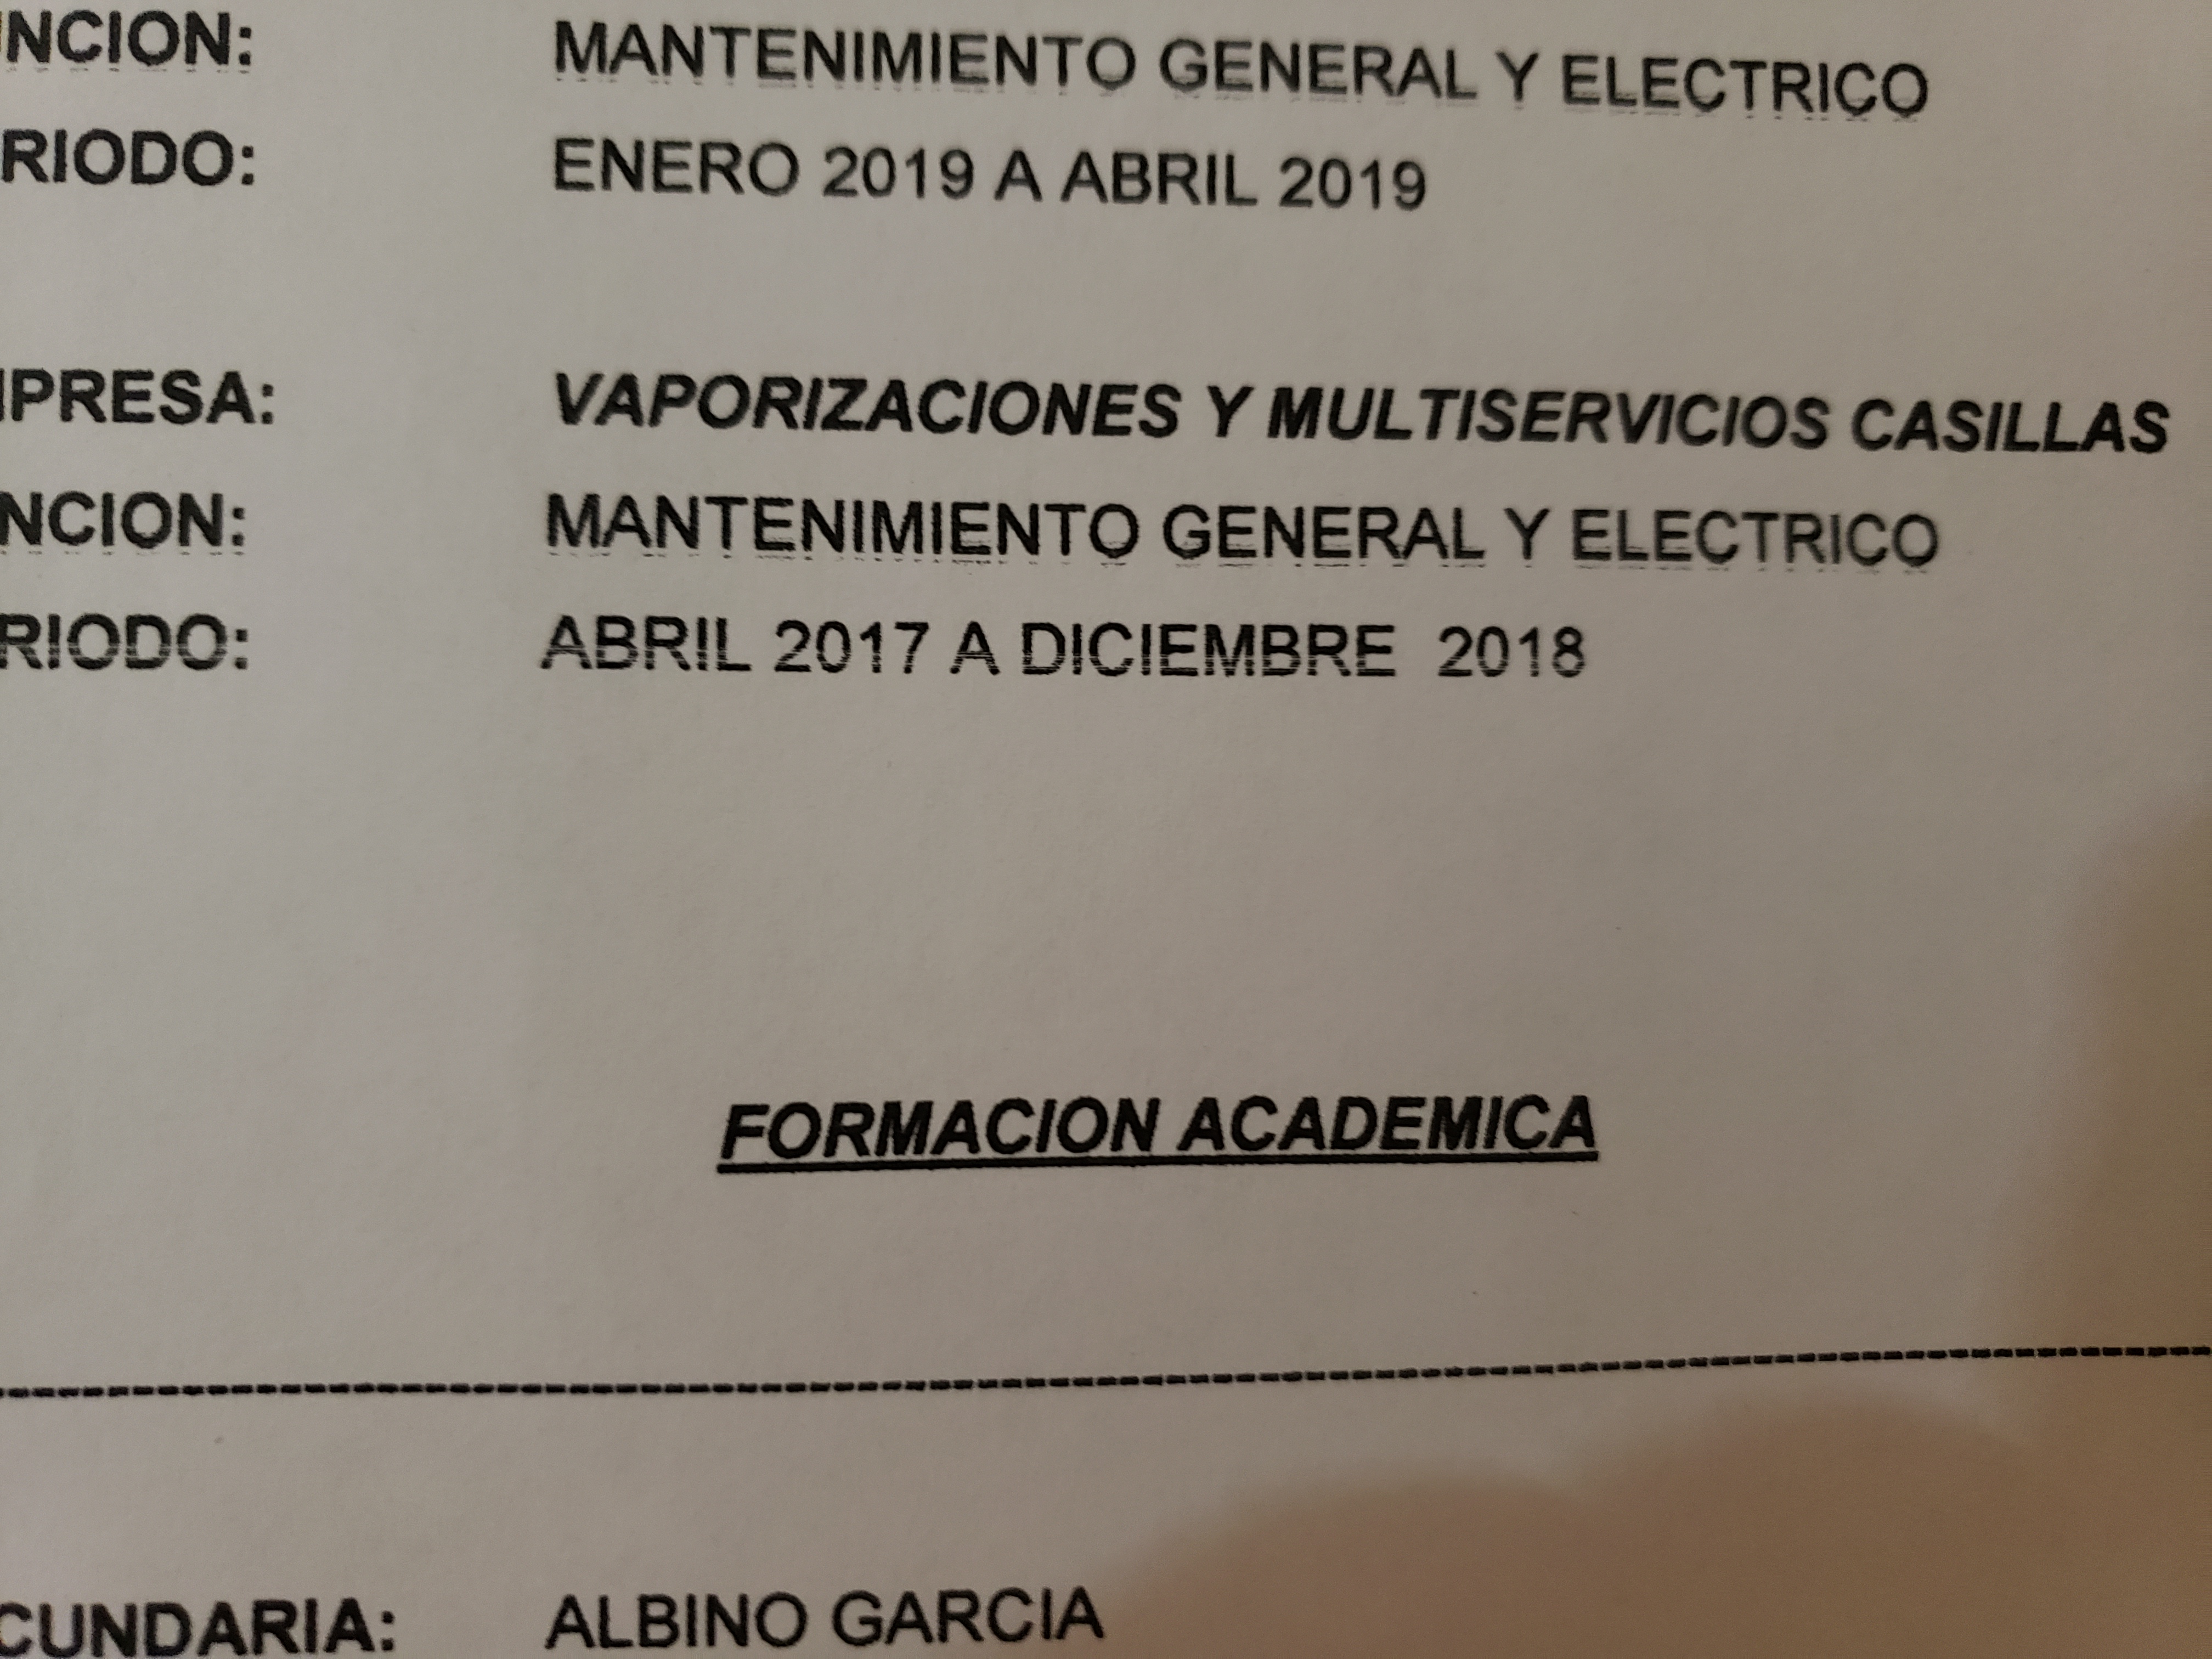 NCION: MANTENIMIENTO GENERAL Y ELECTRICO
RIODO: ENERO 2019 A ABRIL 2019
PRESA: VAPORIZACIONES Y MULTISERVICIOS CASILLAS
NCION: MANTENIMIENTO GENERAL Y ELECTRICO
RIODO: ABRIL 2017 A DICIEMBRE 2018
FORMACION ACADEMICA
CUNDARIA: ALBINO GARCIA